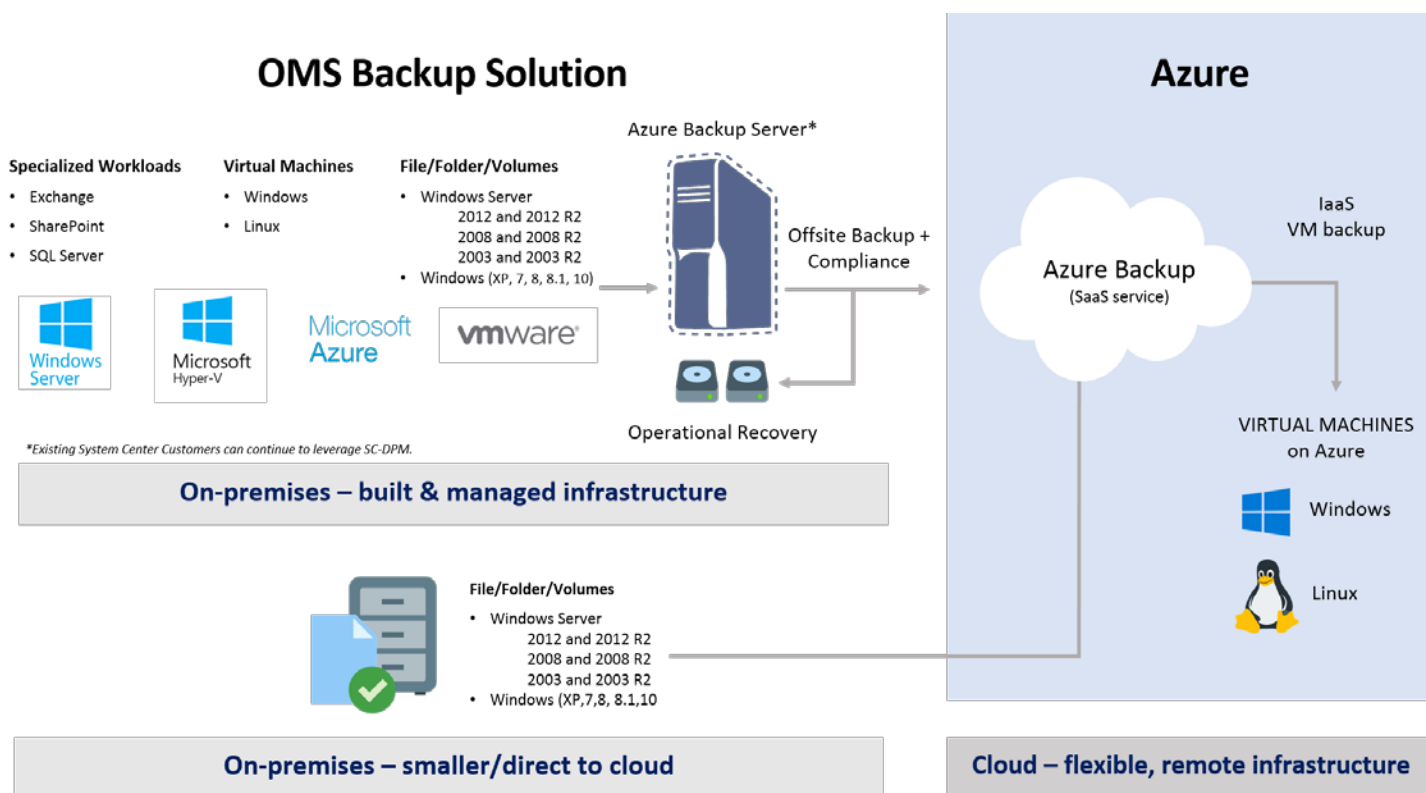 OMS Backup Solution
Azure
Azure Backup Server*
Specialized Workloads
• Exchange
• SharePoint
• SQL Server
Virtual Machines
• Windows
• Linux
File/Folder/Volumes
• Windows Server
2012 and 2012 R2
2008 and 2008 R2
2003 and 2003 R2
• Windows (XP, 7, 8, 8.1, 10)
Windows
Server
Microsoft
Hyper-V
Microsoft
Azure
vmware®
Offsite Backup +
Compliance
Operational Recovery
*Existing System Center Customers can continue to leverage SC-DPM.
On-premises – built & managed infrastructure
Azure Backup
(SaaS service)
IaaS
VM backup
VIRTUAL MACHINES
on Azure
Windows
Linux
File/Folder/Volumes
• Windows Server
2012 and 2012 R2
2008 and 2008 R2
2003 and 2003 R2
• Windows (XP,7,8, 8.1,10
On-premises – smaller/direct to cloud
Cloud – flexible, remote infrastructure